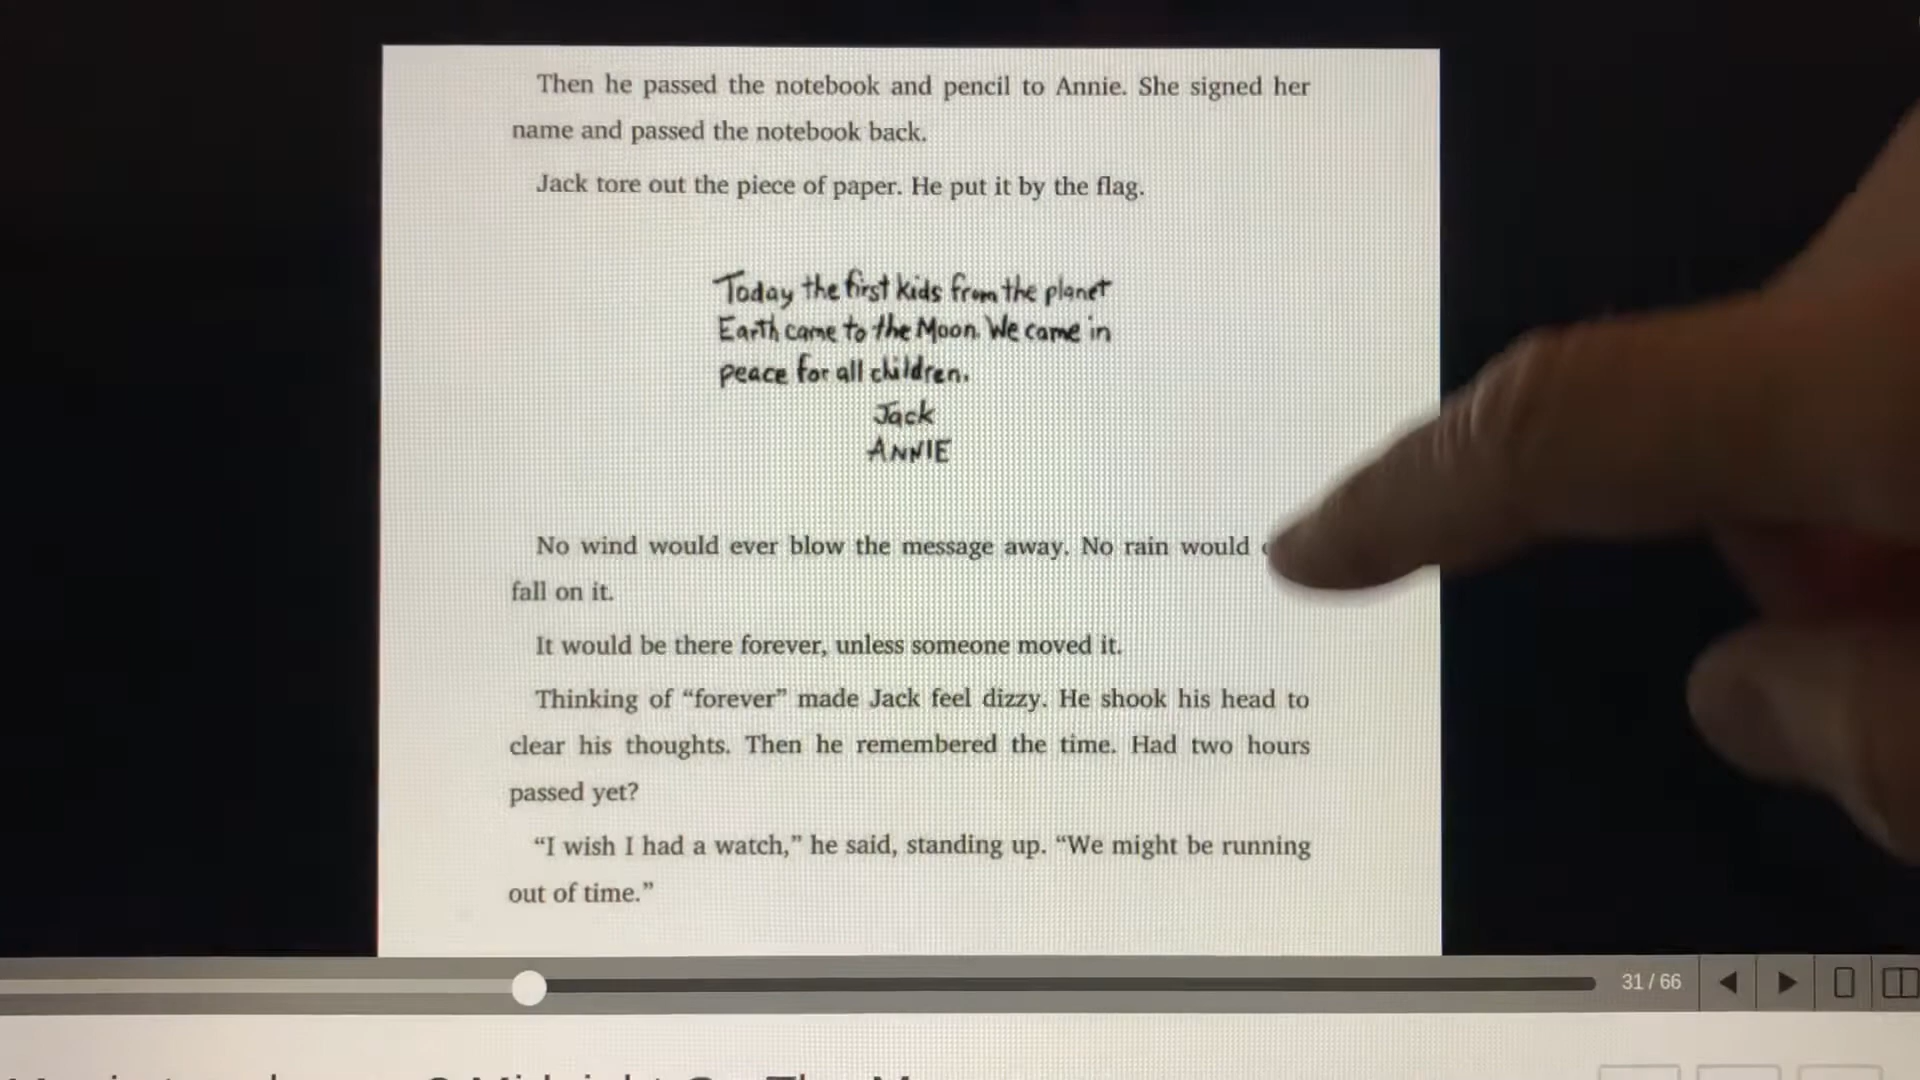 Then he passed the notebook and pencil to Annie. She signed her
name and passed the notebook back.
Jack tore out the piece of paper. He put it by the flag.
Today the first kids from the planet
Earth came to the Moon. We came in
peace for all children.
Jack
ANNIE
No wind would ever blow the message away. No rain would
fall on it.
It would be there forever, unless someone moved it.
Thinking of “forever” made Jack feel dizzy. He shook his head to
clear his thoughts. Then he remembered the time. Had two hours
passed yet?
“I wish I had a watch,” he said, standing up. “We might be running
out of time.”
31 / 66